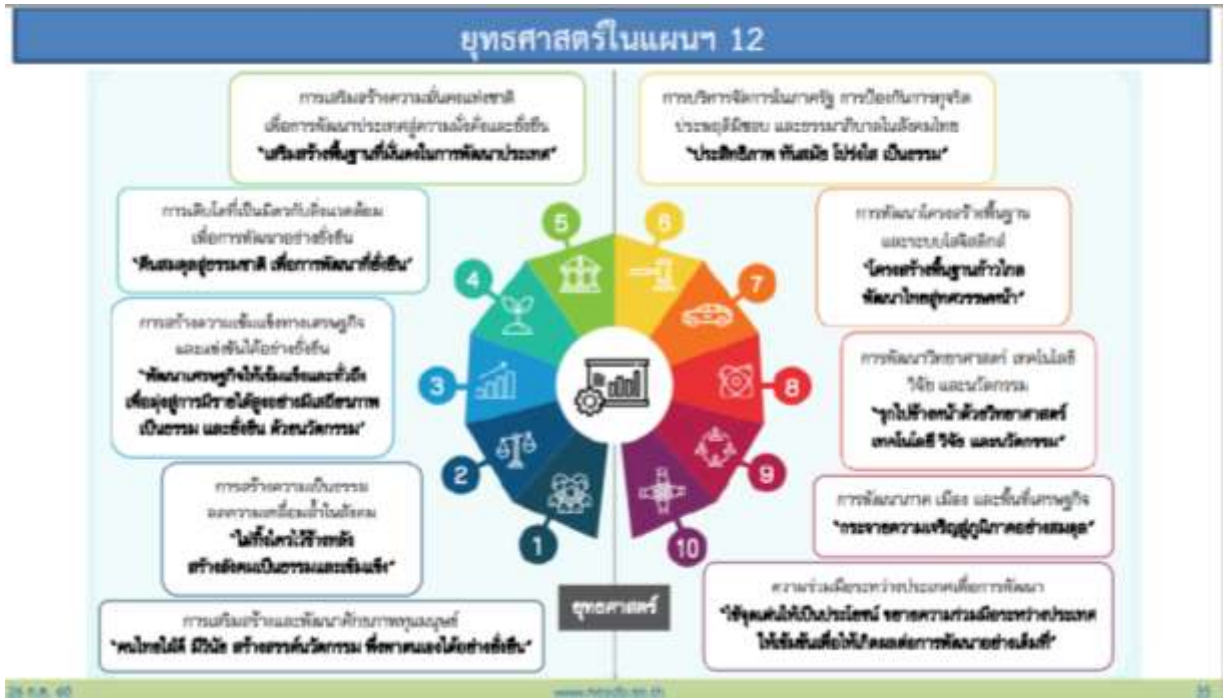 ยุทธศาสตร์ในแผนฯ 12
การเสริมสร้างความมั่นคงแห่งชาติ
เพื่อการพัฒนาประเทศสู่ความมั่งคั่งและยั่งยืน
"เสริมสร้างพื้นฐานที่มั่นคงในการพัฒนาประเทศ"
การบริหารจัดการในภาครัฐ การป้องกันการทุจริต
ประพฤติมิชอบ และธรรมาภิบาลในสังคมไทย
"ประสิทธิภาพ ทันสมัย โปร่งใส เป็นธรรม"
การเติบโตที่เป็นมิตรกับสิ่งแวดล้อม
เพื่อการพัฒนาอย่างยั่งยืน
"คืนสมดุลสู่ธรรมชาติ เพื่อการพัฒนาที่ยั่งยืน"
การพัฒนาโครงสร้างพื้นฐาน
และระบบโลจิสติกส์
"โครงสร้างพื้นฐานก้าวไกล
พัฒนาไทยสู่ทศวรรษหน้า"
การสร้างความเข้มแข็งทางเศรษฐกิจ
และแข่งขันได้อย่างยั่งยืน
"พัฒนาเศรษฐกิจให้เข้มแข็งและทั่วถึง
เพื่อมุ่งสู่การมีรายได้สูงอย่างมีเสถียรภาพ
เป็นธรรม และยั่งยืน ด้วยนวัตกรรม"
การพัฒนาวิทยาศาสตร์ เทคโนโลยี
วิจัย และนวัตกรรม
"รุกไปข้างหน้าด้วยวิทยาศาสตร์
เทคโนโลยี วิจัย และนวัตกรรม"
การสร้างความเป็นธรรม
ลดความเหลื่อมล้ำในสังคม
"ไม่ทิ้งใครไว้ข้างหลัง
สร้างสังคมเป็นธรรมและเข้มแข็ง"
การพัฒนาภาค เมือง และพื้นที่เศรษฐกิจ
"กระจายความเจริญสู่ภูมิภาคอย่างสมดุล"
การเสริมสร้างและพัฒนาศักยภาพทุนมนุษย์
"คนไทยใฝ่ดี มีวินัย สร้างสรรค์นวัตกรรม พึ่งพาตนเองได้อย่างยั่งยืน"
ความร่วมมือระหว่างประเทศเพื่อการพัฒนา
"ใช้จุดเด่นให้เป็นประโยชน์ ขยายความร่วมมือระหว่างประเทศ
ให้เข้มข้นเพื่อให้เกิดผลต่อการพัฒนาอย่างเต็มที่"
5
6
4
7
3
8
2
9
1
10
ยุทธศาสตร์
26 ก.ค. 60
www.nesdb.go.th